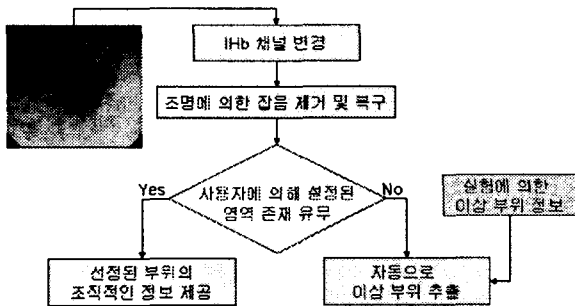 IHb 채널 변경
조명에 의한 잡음 제거 및 복구
Yes
사용자에 의해 설정된
영역 존재 유무
No
실험에 의한
이상 부위 정보
선정된 부위의
조직적인 정보 제공
자동으로
이상 부위 추출